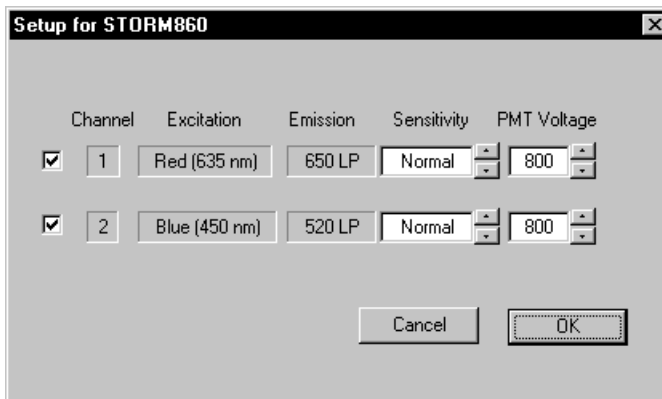 Setup for STORM860
Channel Excitation Emission Sensitivity PMT Voltage
1 Red (635 nm) 650 LP Normal 800
2 Blue (450 nm) 520 LP Normal 800
Cancel OK